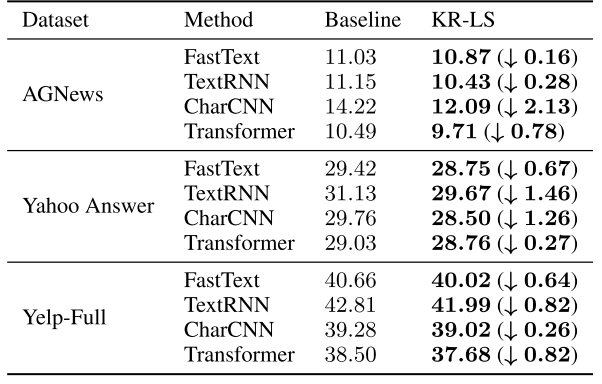 Dataset Method Baseline KR-LS
AGNews
FastText 11.03 10.87 (↓ 0.16)
TextRNN 11.15 10.43 (↓ 0.28)
CharCNN 14.22 12.09 (↓ 2.13)
Transformer 10.49 9.71 (↓ 0.78)
Yahoo Answer
FastText 29.42 28.75 (↓ 0.67)
TextRNN 31.13 29.67 (↓ 1.46)
CharCNN 29.76 28.50 (↓ 1.26)
Transformer 29.03 28.76 (↓ 0.27)
Yelp-Full
FastText 40.66 40.02 (↓ 0.64)
TextRNN 42.81 41.99 (↓ 0.82)
CharCNN 39.28 39.02 (↓ 0.26)
Transformer 38.50 37.68 (↓ 0.82)